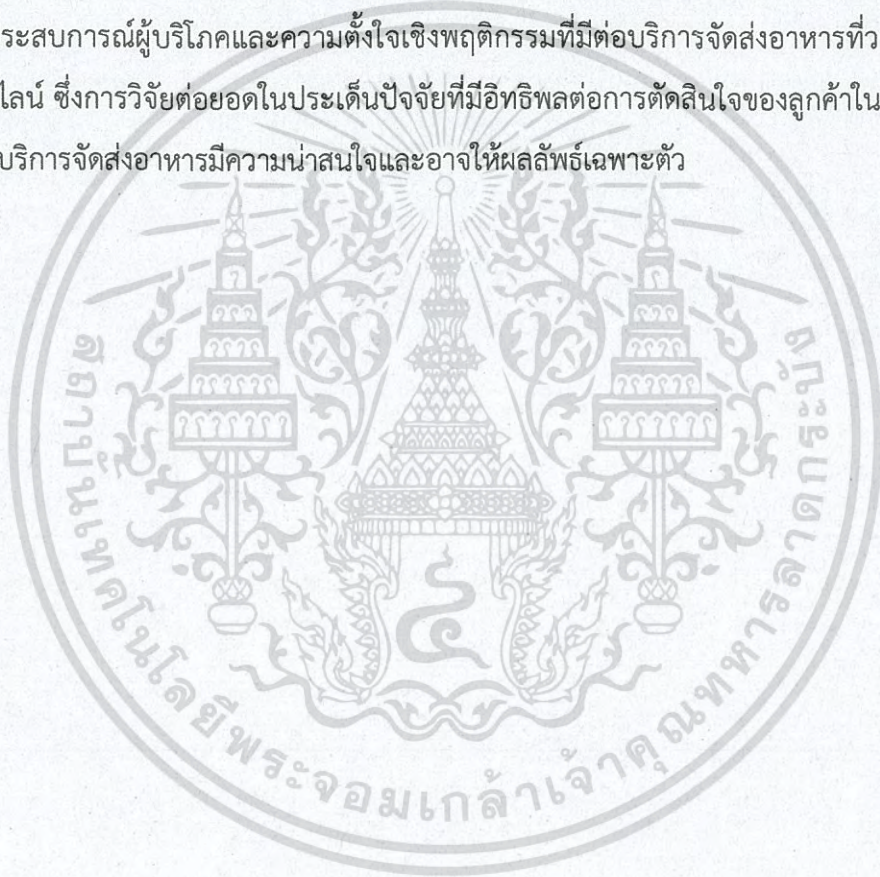 ระสบการณ์ผู้บริโภคและความตั้งใจเชิงพฤติกรรมที่มีต่อบริการจัดส่งอาหารที่ว
ไลน์ ซึ่งการวิจัยต่อยอดในประเด็นปัจจัยที่มีอิทธิพลต่อการตัดสินใจของลูกค้าใน
บริการจัดส่งอาหารมีความน่าสนใจและอาจให้ผลลัพธ์เฉพาะตัว
๔
สถาบันเทคโนโลยีพระจอมเกล้าเจ้าคุณทหารลาดกระบัง